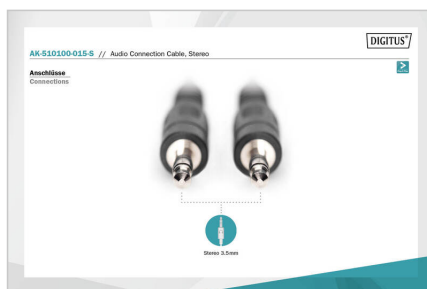 DIGITUS®
AK-510100-015-S // Audio Connection Cable, Stereo
Anschlüsse
Connections
Stereo 3.5mm